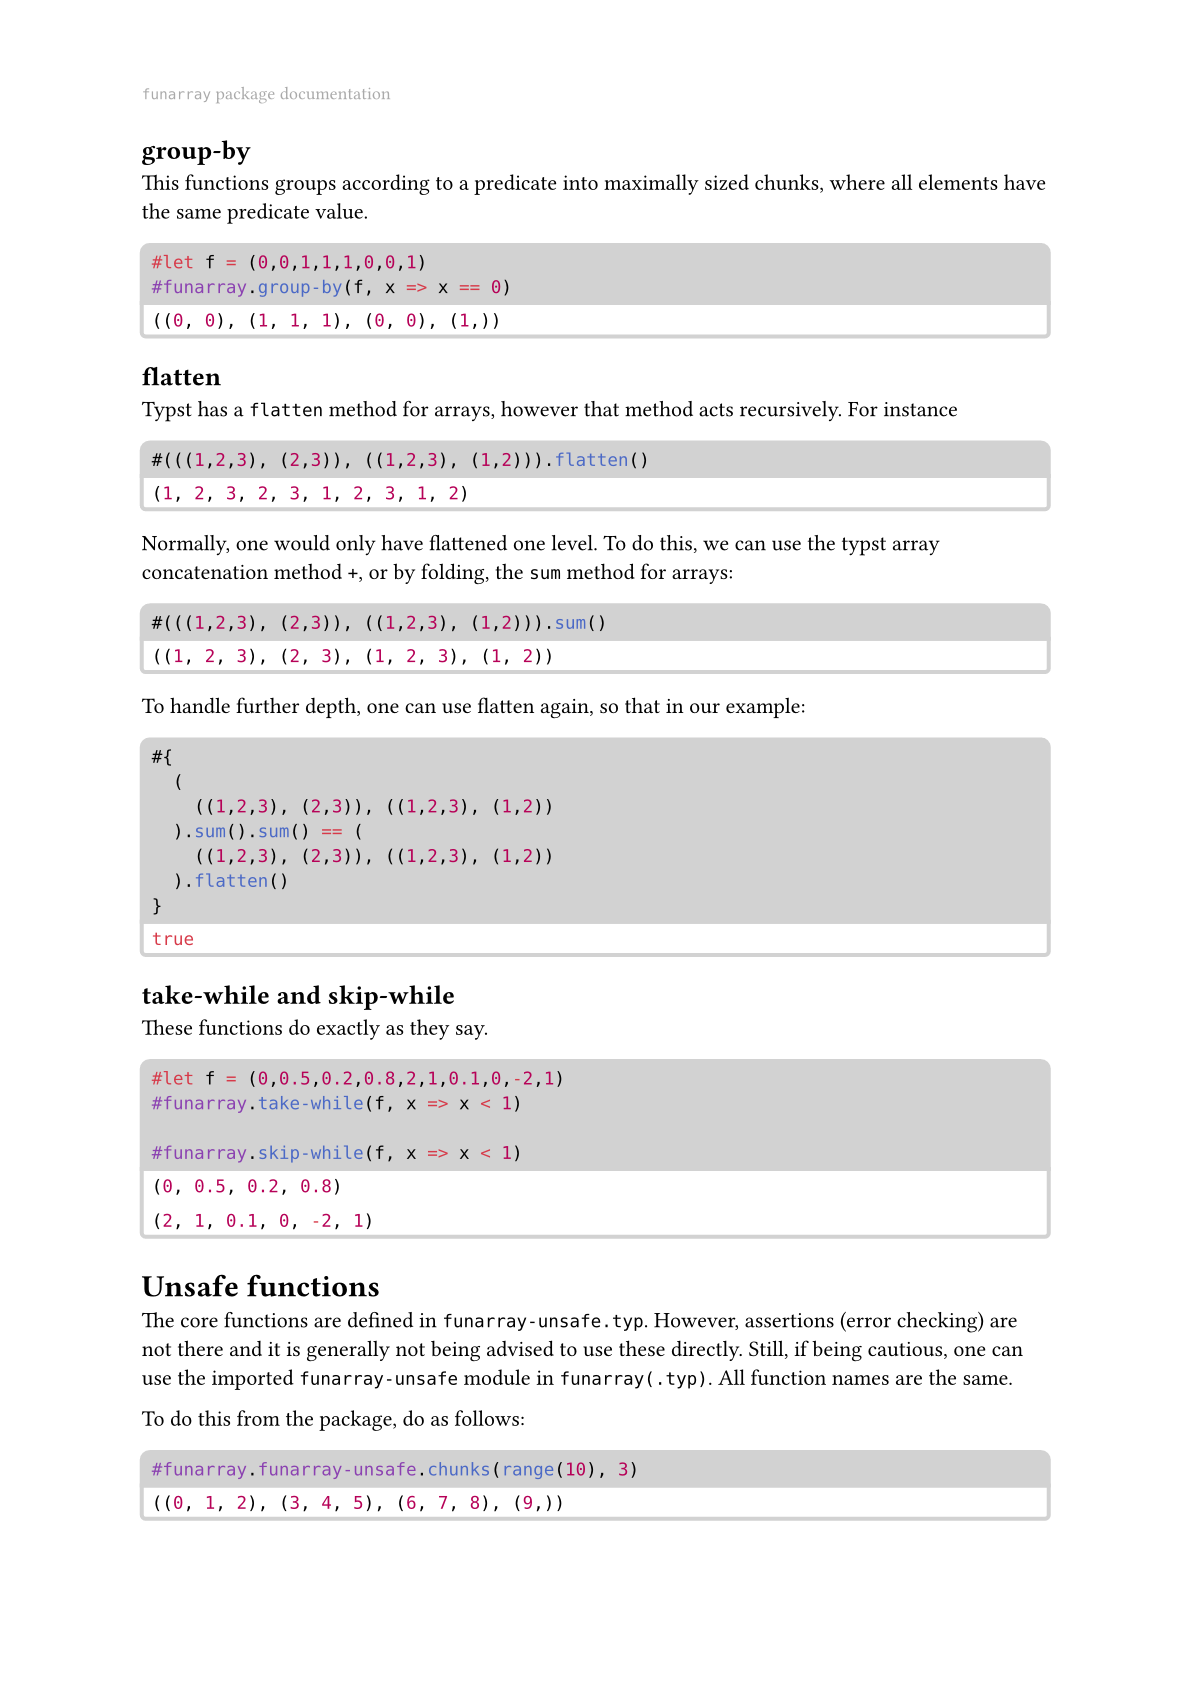 funarray package documentation
group-by
This functions groups according to a predicate into maximally sized chunks, where all elements have
the same predicate value.
#let f = (0,0,1,1,1,0,0,1)
#funarray.group-by(f, x => x == 0)
((0, 0), (1, 1, 1), (0, 0), (1,))
flatten
Typst has a flatten method for arrays, however that method acts recursively. For instance
#(((1,2,3), (2,3)), ((1,2,3), (1,2))).flatten()
(1, 2, 3, 2, 3, 1, 2, 3, 1, 2)
Normally, one would only have flattened one level. To do this, we can use the typst array
concatenation method +, or by folding, the sum method for arrays:
#(((1,2,3), (2,3)), ((1,2,3), (1,2))).sum()
((1, 2, 3), (2, 3), (1, 2, 3), (1, 2))
To handle further depth, one can use flatten again, so that in our example:
#{
  (
    ((1,2,3), (2,3)), ((1,2,3), (1,2))
  ).sum().sum() == (
    ((1,2,3), (2,3)), ((1,2,3), (1,2))
  ).flatten()
}
true
take-while and skip-while
These functions do exactly as they say.
#let f = (0,0.5,0.2,0.8,2,1,0.1,0,-2,1)
#funarray.take-while(f, x => x < 1)
#funarray.skip-while(f, x => x < 1)
(0, 0.5, 0.2, 0.8)
(2, 1, 0.1, 0, -2, 1)
Unsafe functions
The core functions are defined in funarray-unsafe.typ. However, assertions (error checking) are
not there and it is generally not being advised to use these directly. Still, if being cautious, one can
use the imported funarray-unsafe module in funarray(.typ). All function names are the same.
To do this from the package, do as follows:
#funarray.funarray-unsafe.chunks(range(10), 3)
((0, 1, 2), (3, 4, 5), (6, 7, 8), (9,))